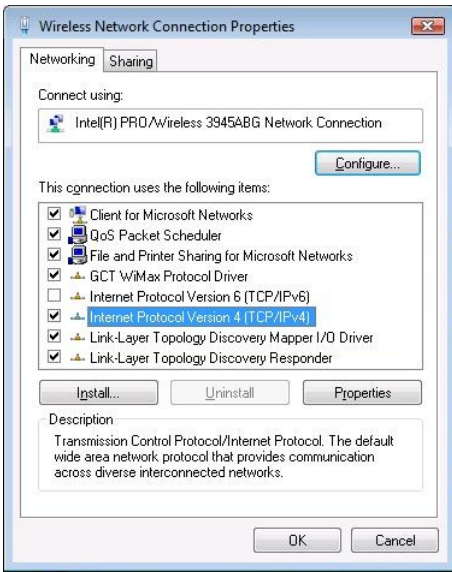 Wireless Network Connection Properties
Networking
Sharing
Connect using:
Intel(R) PRO/Wireless 3945ABG Network Connection
Configure...
This connection uses the following items:
Client for Microsoft Networks
QoS Packet Scheduler
File and Printer Sharing for Microsoft Networks
GCT WiMax Protocol Driver
Internet Protocol Version 6 (TCP/IPv6)
Internet Protocol Version 4 (TCP/IPv4)
Link-Layer Topology Discovery Mapper I/O Driver
Link-Layer Topology Discovery Responder
Install...
Uninstall
Properties
Description
Transmission Control Protocol/Internet Protocol. The default
wide area network protocol that provides communication
across diverse interconnected networks.
OK
Cancel